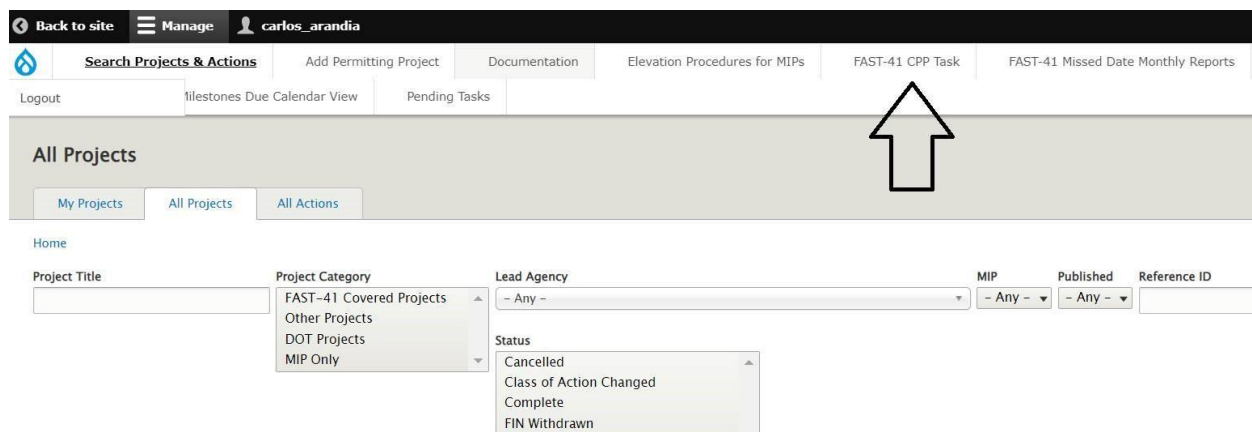 Back to site Manage carlos_arandia
Search Projects & Actions Add Permitting Project Documentation Elevation Procedures for MIPs FAST-41 CPP Task FAST-41 Missed Date Monthly Reports
Logout Milestones Due Calendar View Pending Tasks
All Projects
My Projects All Projects All Actions
Home
Project Title Project Category Lead Agency MIP Published Reference ID
FAST-41 Covered Projects - Any - - Any - - Any -
Other Projects
DOT Projects Status
MIP Only Cancelled
Class of Action Changed
Complete
FIN Withdrawn